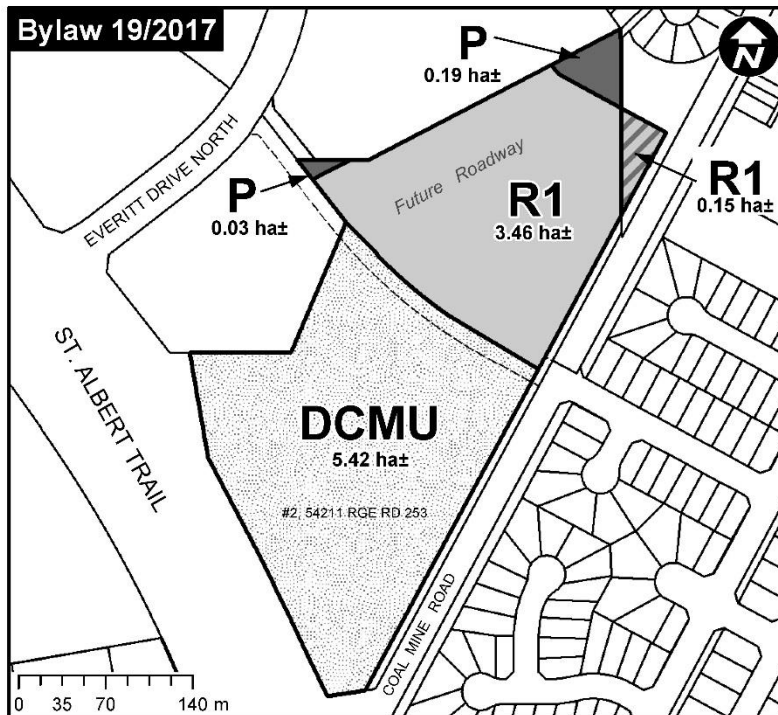 Bylaw 19/2017
P
0.19 ha±
N
EVERITT DRIVE NORTH
Future Roadway
P
0.03 ha±
R1
3.46 ha±
R1
0.15 ha±
ST. ALBERT TRAIL
DCMU
5.42 ha±
#2, 54211 RGE RD 253
COAL MINE ROAD
0 35 70 140 m